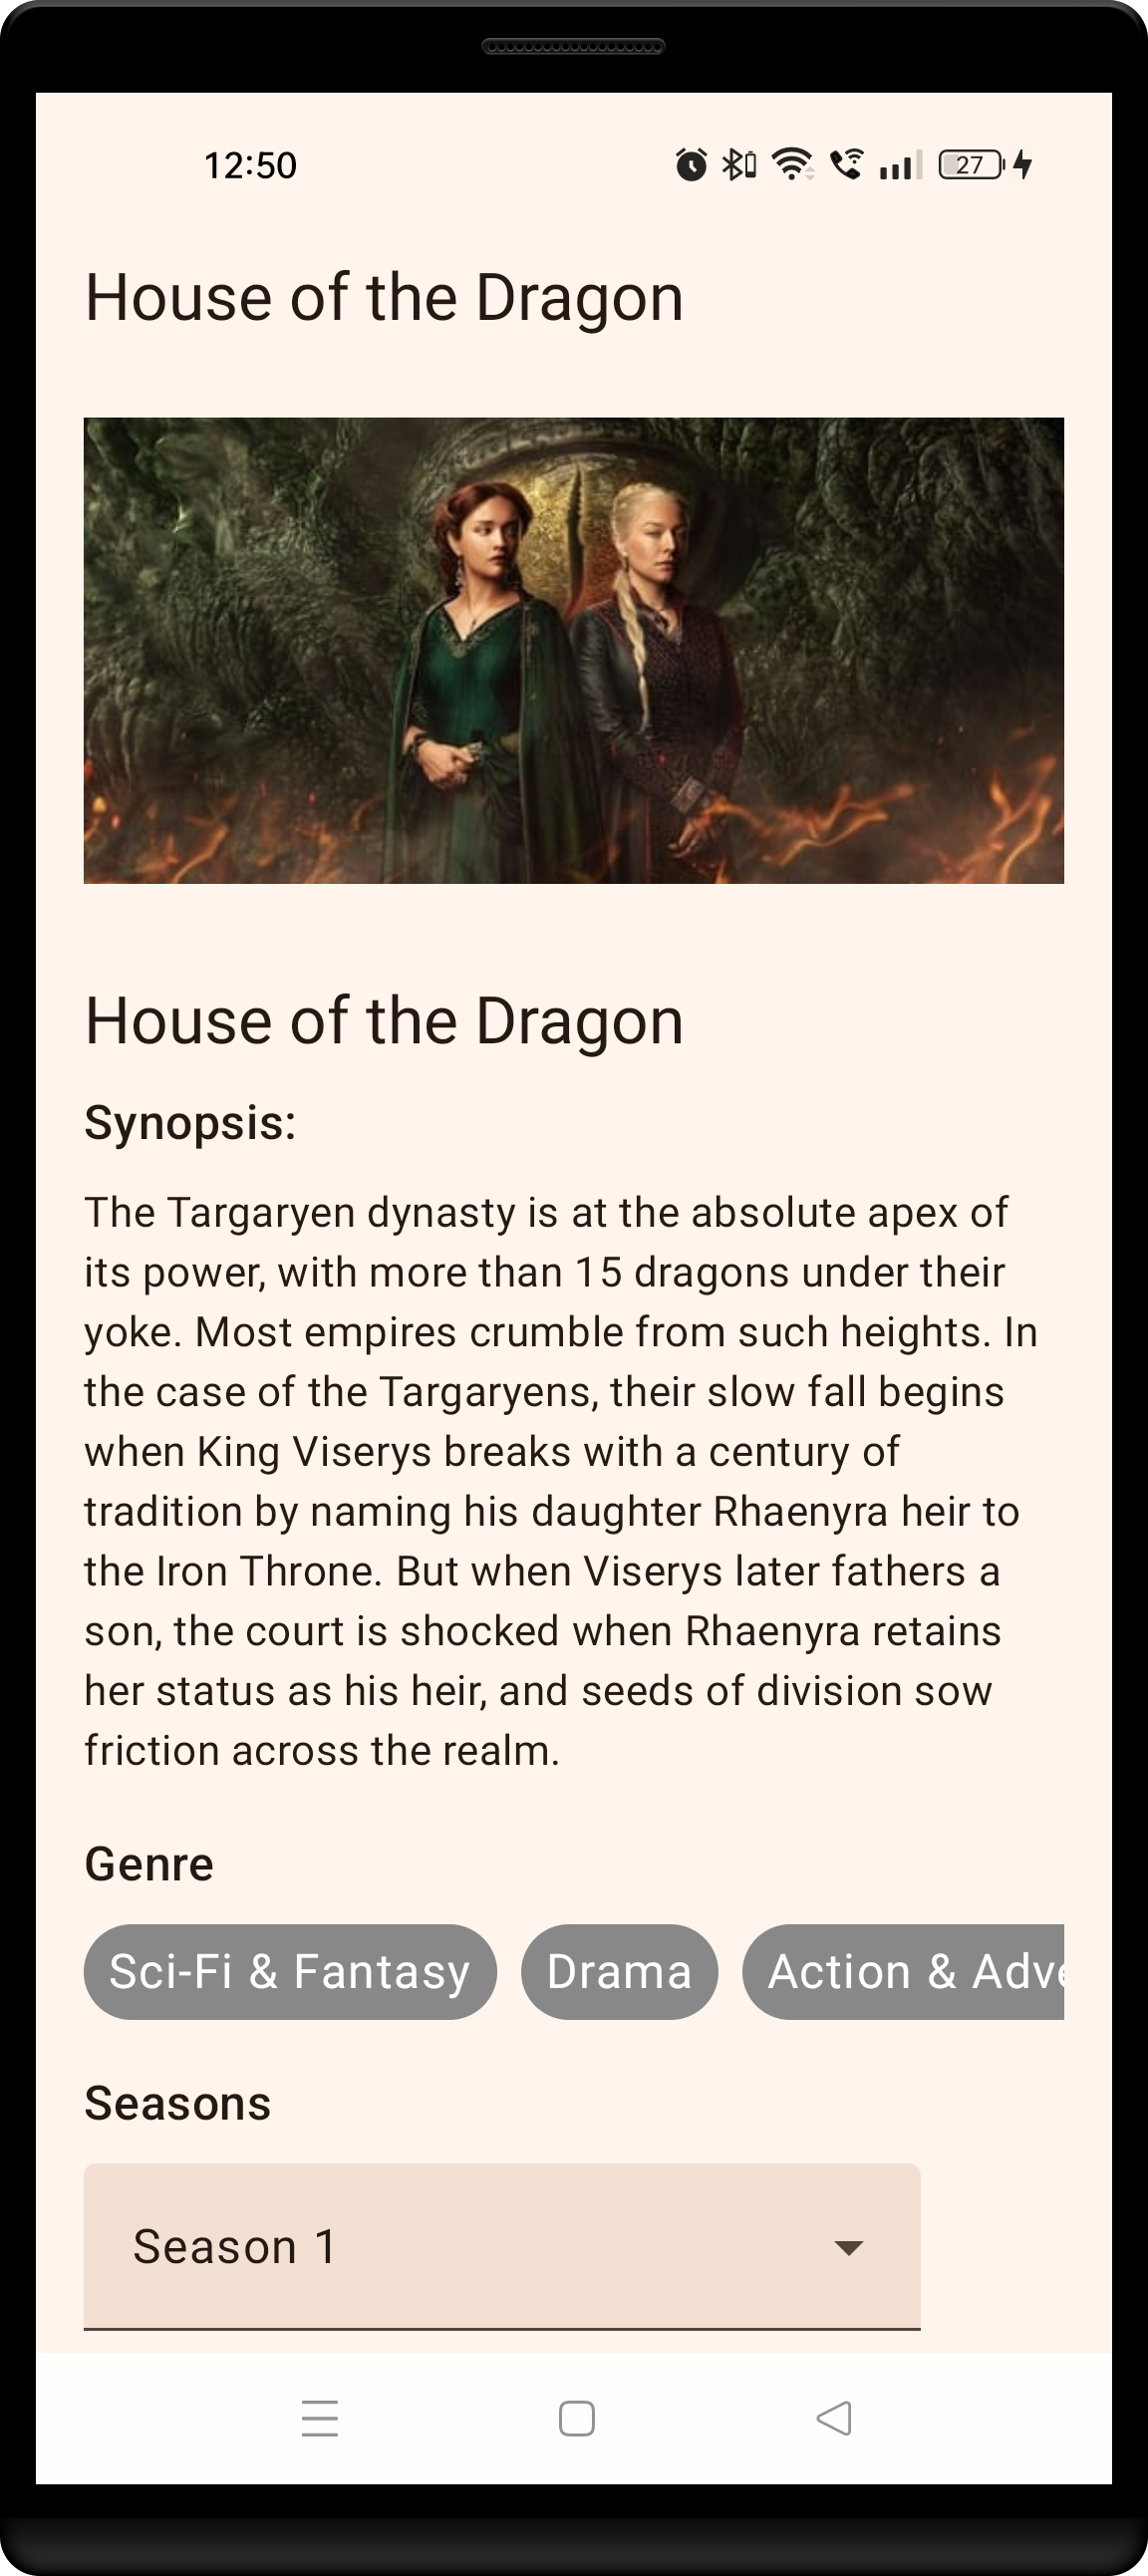 12:50
27
House of the Dragon
House of the Dragon
Synopsis:
The Targaryen dynasty is at the absolute apex of
its power, with more than 15 dragons under their
yoke. Most empires crumble from such heights. In
the case of the Targaryens, their slow fall begins
when King Viserys breaks with a century of
tradition by naming his daughter Rhaenyra heir to
the Iron Throne. But when Viserys later fathers a
son, the court is shocked when Rhaenyra retains
her status as his heir, and seeds of division sow
friction across the realm.
Genre
Sci-Fi & Fantasy Drama Action & Adve
Seasons
Season 1